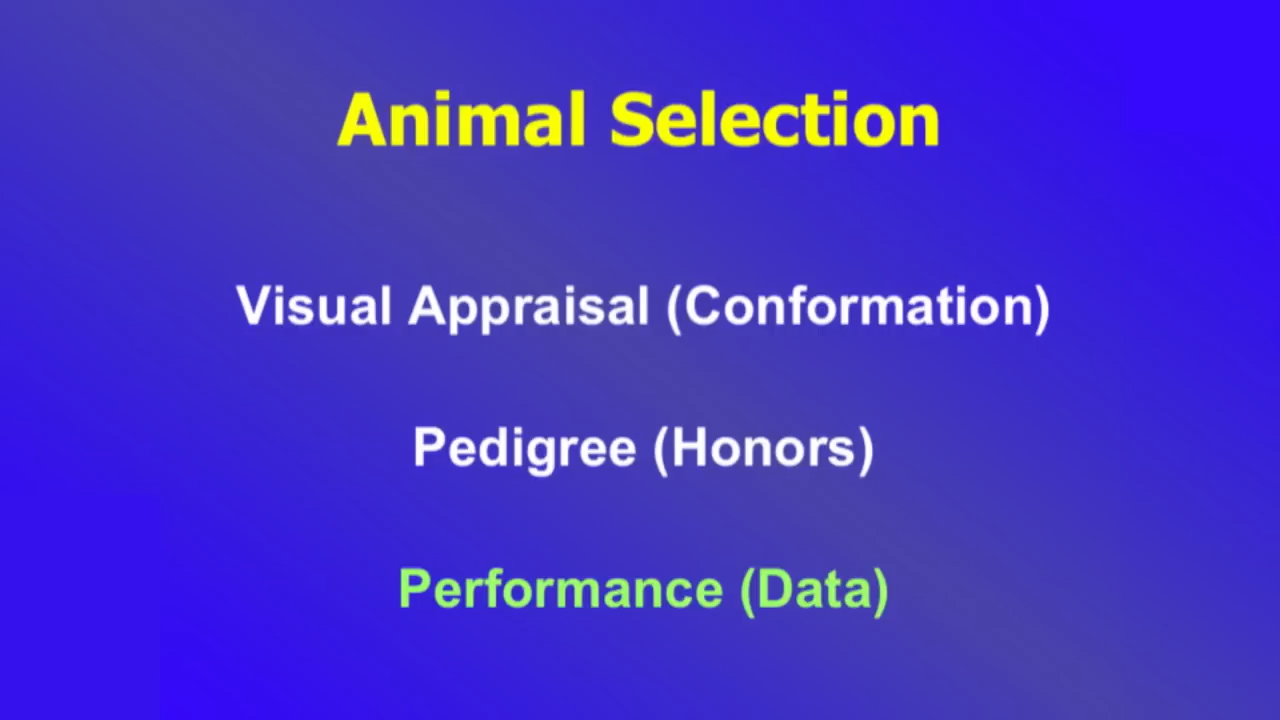 Animal Selection
Visual Appraisal (Conformation)
Pedigree (Honors)
Performance (Data)